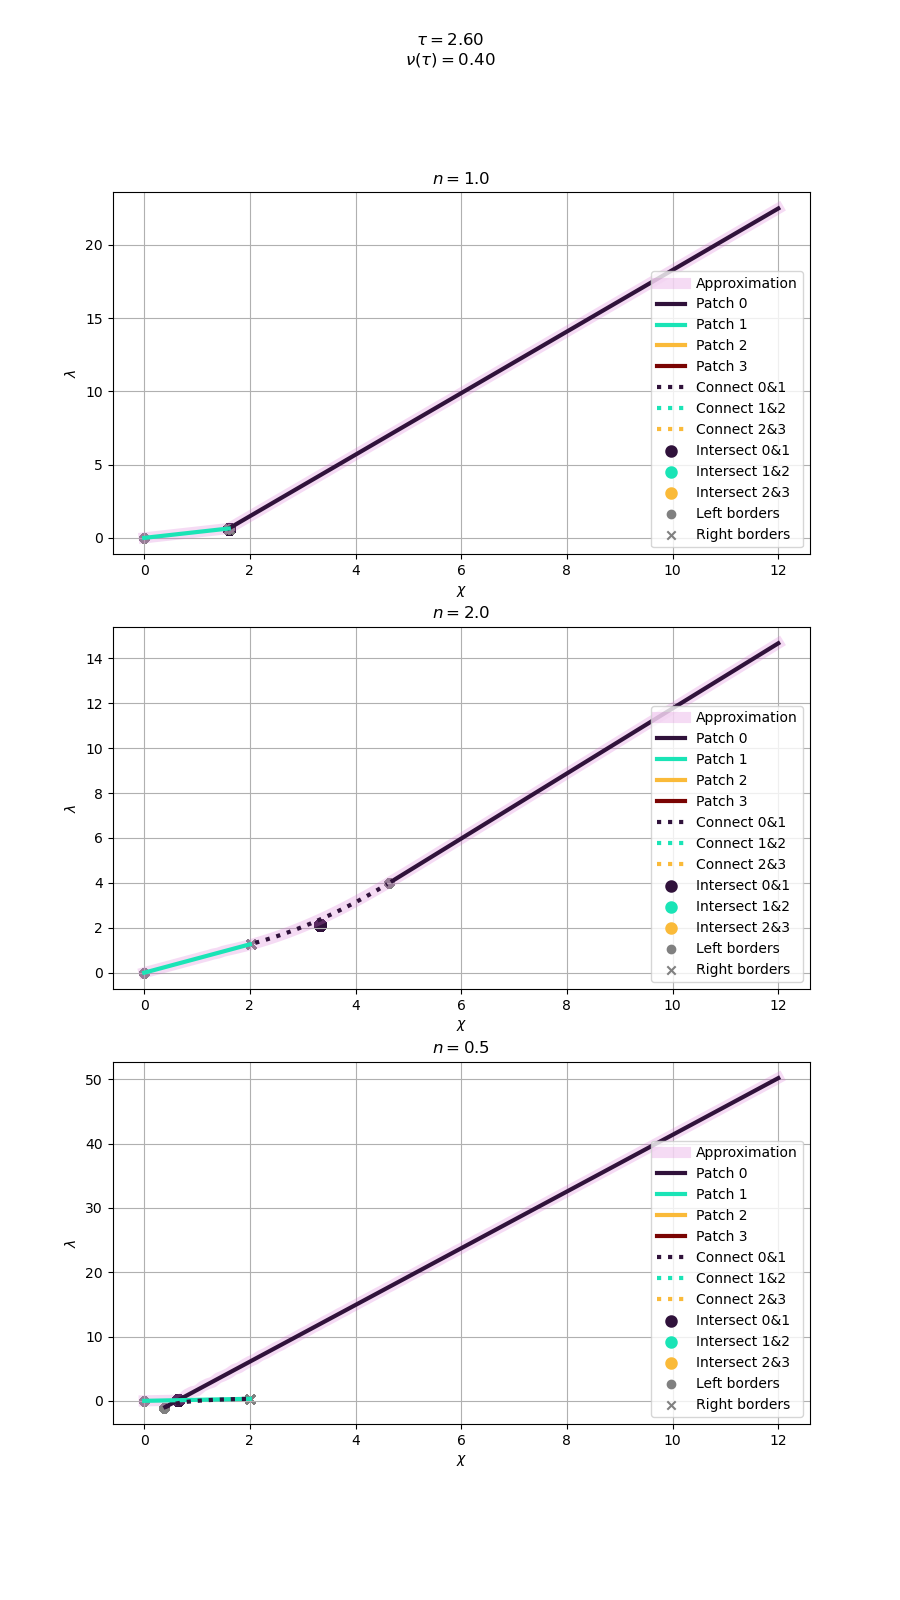 τ = 2.60
ν(τ) = 0.40
n = 1.0
20
15
10
5
0
λ
0 2 4 6 8 10 12
χ
Approximation
Patch 0
Patch 1
Patch 2
Patch 3
Connect 0&1
Connect 1&2
Connect 2&3
Intersect 0&1
Intersect 1&2
Intersect 2&3
Left borders
Right borders
n = 2.0
14
12
10
8
6
4
2
0
λ
0 2 4 6 8 10 12
χ
Approximation
Patch 0
Patch 1
Patch 2
Patch 3
Connect 0&1
Connect 1&2
Connect 2&3
Intersect 0&1
Intersect 1&2
Intersect 2&3
Left borders
Right borders
n = 0.5
50
40
30
20
10
0
λ
0 2 4 6 8 10 12
χ
Approximation
Patch 0
Patch 1
Patch 2
Patch 3
Connect 0&1
Connect 1&2
Connect 2&3
Intersect 0&1
Intersect 1&2
Intersect 2&3
Left borders
Right borders